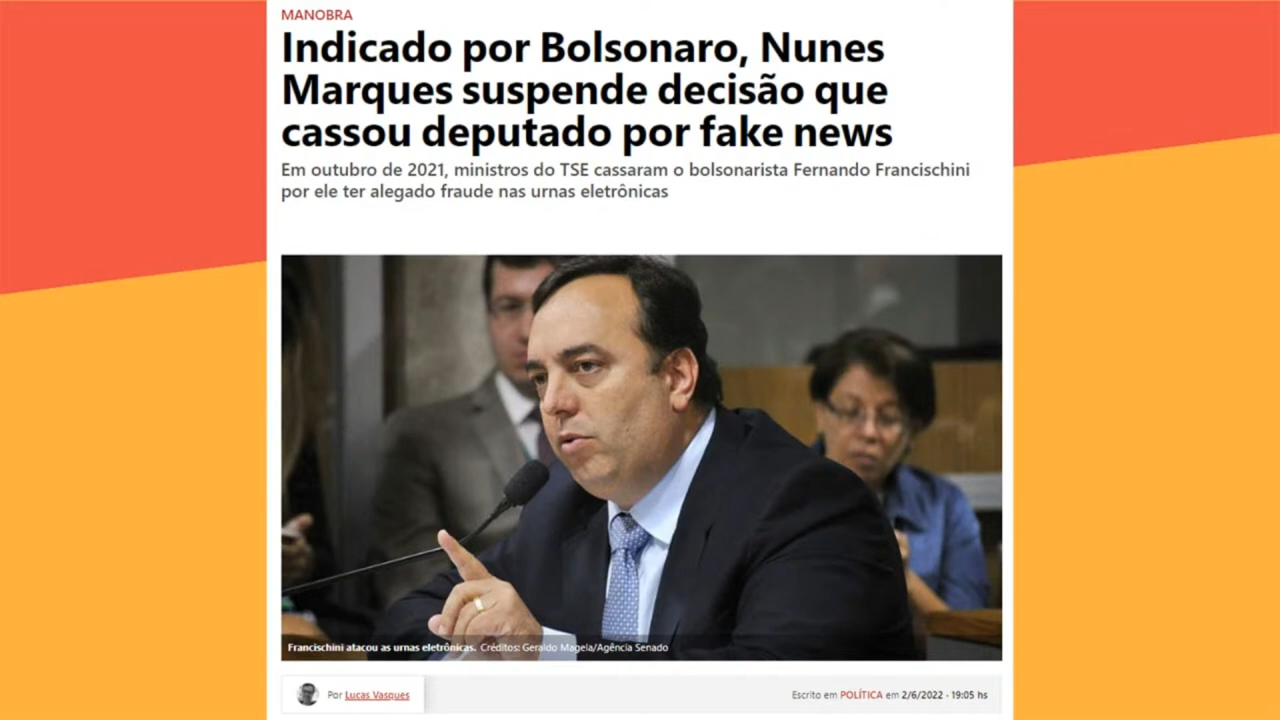 MANOBRA
Indicado por Bolsonaro, Nunes
Marques suspende decisão que
cassou deputado por fake news
Em outubro de 2021, ministros do TSE cassaram o bolsonarista Fernando Francischini
por ele ter alegado fraude nas urnas eletrônicas
Francischini atacou as urnas eletrônicas. Créditos: Geraldo Magela/Agência Senado
Por Lucas Vasques
Escrito em POLÍTICA em 2/6/2022 · 19:05 hs